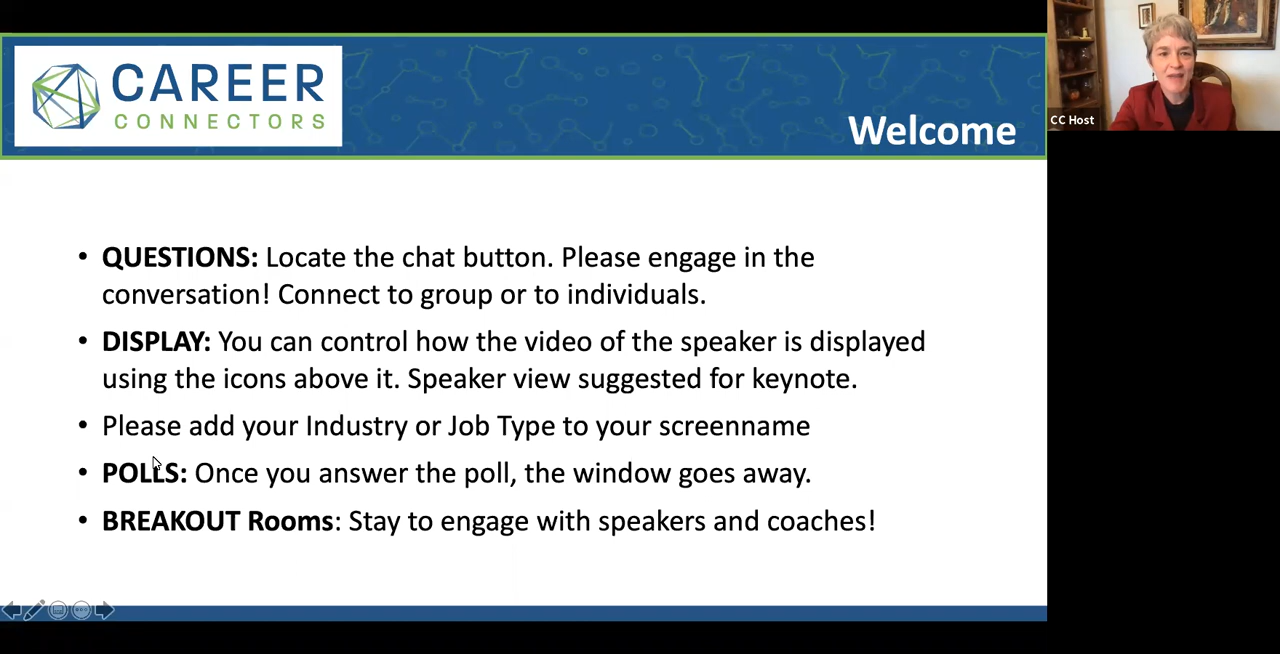 CAREER
CONNECTORS
Welcome
CC Host
• QUESTIONS: Locate the chat button. Please engage in the
conversation! Connect to group or to individuals.
• DISPLAY: You can control how the video of the speaker is displayed
using the icons above it. Speaker view suggested for keynote.
• Please add your Industry or Job Type to your screenname
• POLLS: Once you answer the poll, the window goes away.
• BREAKOUT Rooms: Stay to engage with speakers and coaches!